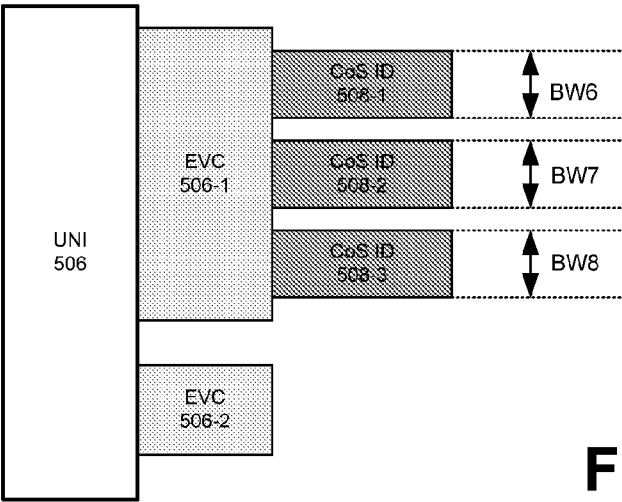 CoS ID
508-1
BW6
EVC
506-1
CoS ID
508-2
BW7
UNI
506
CoS ID
508-3
BW8
EVC
506-2
F